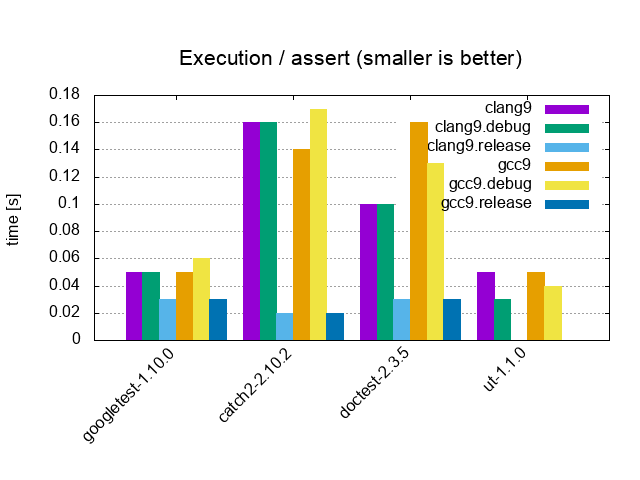 Execution / assert (smaller is better)
time [s]
0.18
0.16
0.14
0.12
0.1
0.08
0.06
0.04
0.02
0
clang9
clang9.debug
clang9.release
gcc9
gcc9.debug
gcc9.release
googletest-1.10.0
catch2-2.10.2
doctest-2.3.5
ut-1.1.0